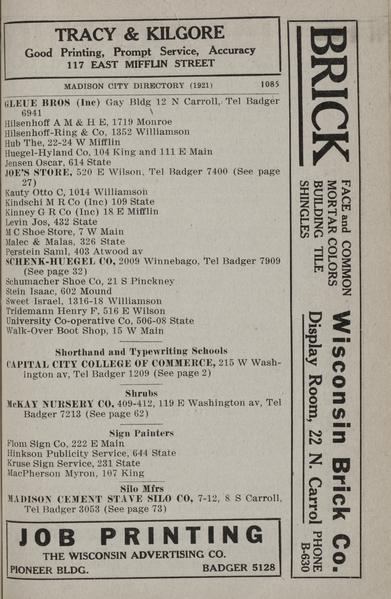 TRACY & KILGORE
Good Printing, Prompt Service, Accuracy
117 EAST MIFFLIN STREET
MADISON CITY DIRECTORY (1921) 1085
GLEUE BROS (Inc) Gay Bldg 12 N Carroll, Tel Badger
6941
Hilsenhoff A M & H E, 1719 Monroe
Hilsenhoff-Ring & Co, 1352 Williamson
Hub The, 22-24 W Mifflin
Huegel-Hyland Co, 104 King and 111 E Main
Jensen Oscar, 614 State
JOE'S STORE, 520 E Wilson, Tel Badger 7400 (See page
27)
Kauty Otto C, 1014 Williamson
Kindschi M R Co (Inc) 109 State
Kinney G R Co (Inc) 18 E Mifflin
Levin Jos, 432 State
M C Shoe Store, 7 W Main
Malec & Malas, 326 State
Perstein Saml, 403 Atwood av
SCHENK-HUEGEL CO, 2009 Winnebago, Tel Badger 7909
(See page 32)
Schumacher Shoe Co, 21 S Pinckney
Stein Isaac, 602 Mound
Sweet Israel, 1316-18 Williamson
Tridemann Henry F, 516 E Wilson
University Co-operative Co, 506-08 State
Walk-Over Boot Shop, 15 W Main
Shorthand and Typewriting Schools
CAPITAL CITY COLLEGE OF COMMERCE, 215 W Wash-
ington av, Tel Badger 1209 (See page 2)
Shrubs
McKAY NURSERY CO, 409-412, 119 E Washington av, Tel
Badger 7213 (See page 62)
Sign Painters
Flom Sign Co, 222 E Main
Hinkson Publicity Service, 644 State
Kruse Sign Service, 231 State
MacPherson Myron, 107 King
Silo Mfrs
MADISON CEMENT STAVE SILO CO, 7-12, 8 S Carroll,
Tel Badger 3053 (See page 73)
JOB PRINTING
THE WISCONSIN ADVERTISING CO.
PIONEER BLDG. BADGER 5128
BRICK
FACE and COMMON
MORTAR COLORS
BUILDING TILE
SHINGLES
Wisconsin Brick Co.
Display Room, 22 N. Carrol
PHONE
B-630